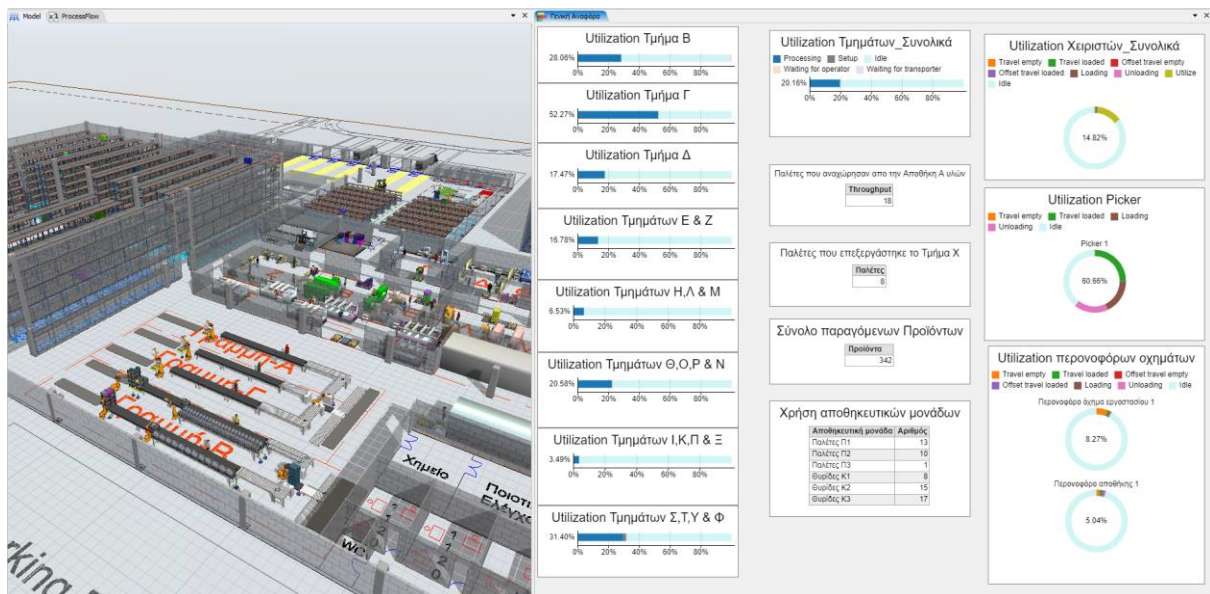 Model
ProcessFlow
Γραμμή-Α
Γραμμή-Γ
Γραμμή-Β
Χημείο
WC
Γενική Αναφόρα
Utilization Τμήμα Β
28.06%
0% 20% 40% 60% 80%
Utilization Τμήμα Γ
52.27%
0% 20% 40% 60% 80%
Utilization Τμήμα Δ
17.47%
0% 20% 40% 60% 80%
Utilization Τμημάτων Ε & Ζ
16.78%
0% 20% 40% 60% 80%
Utilization Τμημάτων Η,Λ & Μ
6.53%
0% 20% 40% 60% 80%
Utilization Τμημάτων Θ,Ο,Ρ & Ν
20.58%
0% 20% 40% 60% 80%
Utilization Τμημάτων Ι,Κ,Π & Ξ
3.49%
0% 20% 40% 60% 80%
Utilization Τμημάτων Σ,Τ,Υ & Φ
31.40%
0% 20% 40% 60% 80%
Utilization Τμημάτων_Συνολικά
Processing Setup Idle
Waiting for operator Waiting for transporter
20.16%
0% 20% 40% 60% 80%
Παλέτες που αναχώρησαν απο την Αποθήκη Α υλών
Throughput
18
Παλέτες που επεξεργάστηκε το Τμήμα Χ
Παλέτες
8
Σύνολο παραγόμενων Προϊόντων
Προϊόντα
342
Χρήση αποθηκευτικών μονάδων
Αποθηκευτική μονάδα Αριθμός
Παλέτες Π1 13
Παλέτες Π2 10
Παλέτες Π3 1
Θυρίδες Κ1 8
Θυρίδες Κ2 15
Θυρίδες Κ3 17
Utilization Χειριστών_Συνολικά
Travel empty Travel loaded Offset travel empty
Offset travel loaded Loading Unloading Utilize
Idle
14.82%
Utilization Picker
Travel empty Travel loaded Loading
Unloading Idle
Picker 1
60.66%
Utilization περονοφόρων οχημάτων
Travel empty Travel loaded Offset travel empty
Offset travel loaded Loading Unloading Idle
Περονοφόρο όχημα εργοστασίου 1
8.27%
Περονοφόρο αποθήκης 1
5.04%